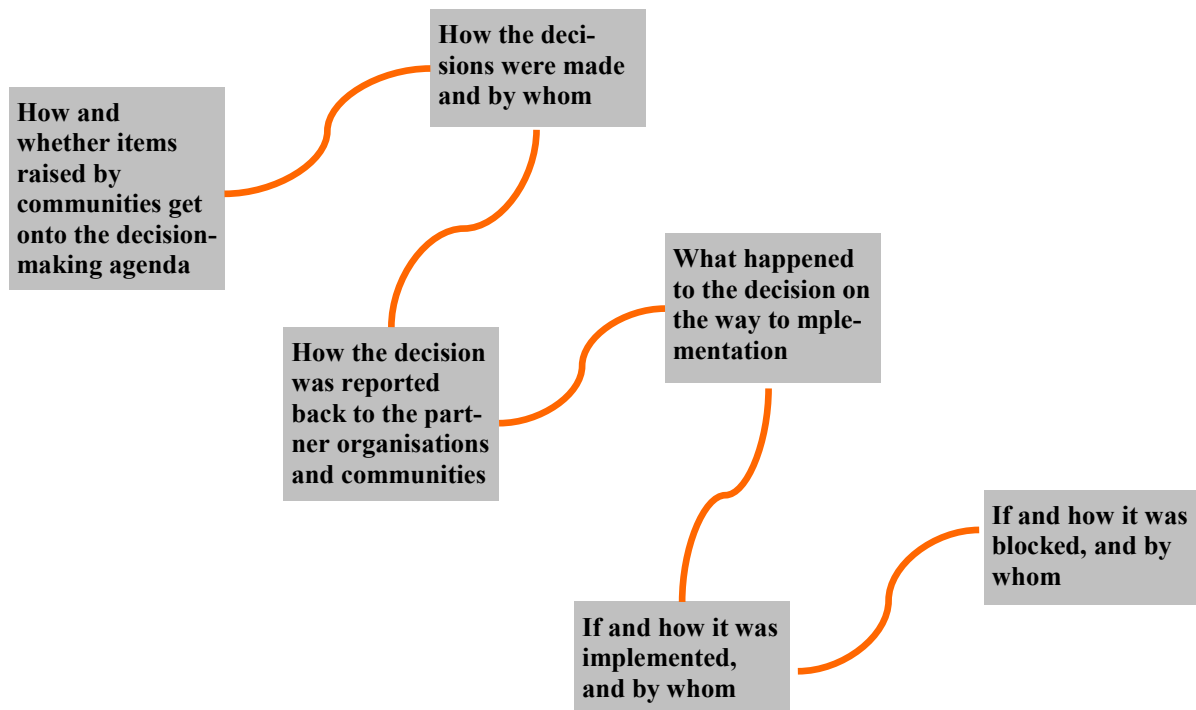 How and
whether items
raised by
communities get
onto the decision-
making agenda
How the deci-
sions were made
and by whom
How the decision
was reported
back to the part-
ner organisations
and communities
What happened
to the decision on
the way to mple-
mentation
If and how it was
implemented,
and by whom
If and how it was
blocked, and by
whom